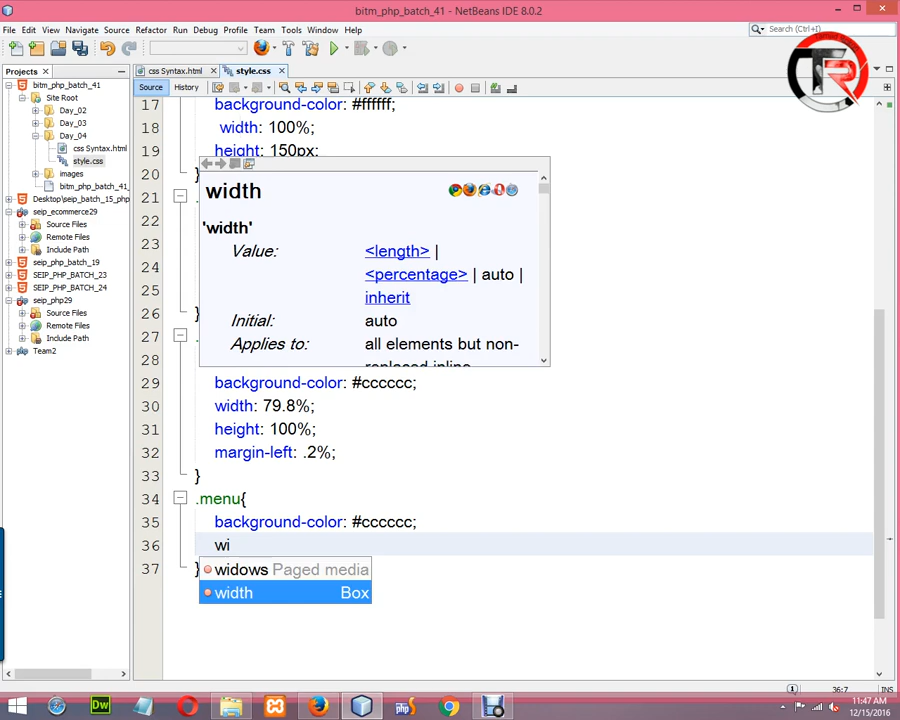 bitm_php_batch_41 - NetBeans IDE 8.0.2
File Edit View Navigate Source Refactor Run Debug Profile Team Tools Window Help
Search (Ctrl+I)
Projects
css Syntax.html
style.css
Source History
bitm_php_batch_41
Site Root
Day_02
Day_03
Day_04
css Syntax.html
style.css
images
bitm_php_batch_41_
Desktop\seip_batch_15_php
seip_ecommerce29
Source Files
Remote Files
Include Path
seip_php_batch_19
SEIP_PHP_BATCH_23
SEIP_PHP_BATCH_24
seip_php29
Source Files
Remote Files
Include Path
Team2
17 background-color: #ffffff;
18 width: 100%;
19 height: 150px;
20 }
21 .
22
23
24
25
26 }
27 .
28
29 background-color: #cccccc;
30 width: 79.8%;
31 height: 100%;
32 margin-left: .2%;
33 }
34 .menu{
35 background-color: #cccccc;
36 wi
37 }
width
'width'
Value: <length> |
<percentage> | auto |
inherit
Initial: auto
Applies to: all elements but non-
replaced inline
widows Paged media
width Box
TR
1
36:7
INS
Dw
php
11:47 AM
12/15/2016